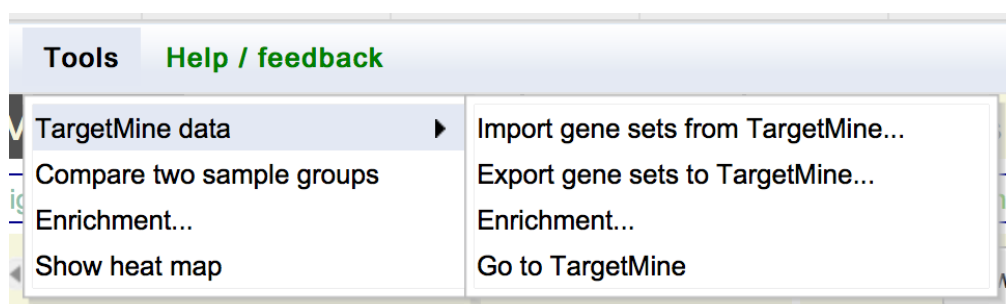 Tools Help / feedback
TargetMine data
Compare two sample groups
Enrichment...
Show heat map
Import gene sets from TargetMine...
Export gene sets to TargetMine...
Enrichment...
Go to TargetMine